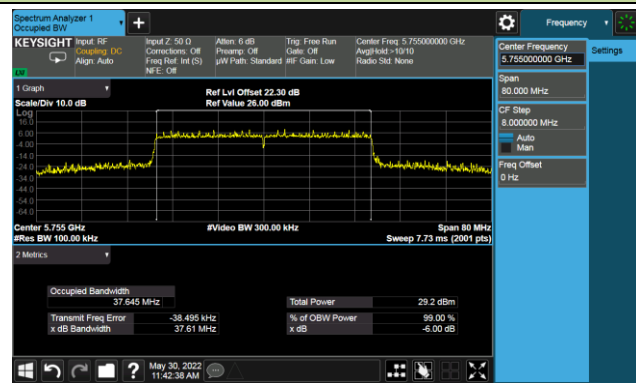 Spectrum Analyzer 1
Occupied BW
+
Frequency
KEYSIGHT
Input: RF
Coupling: DC
Align: Auto
Input Z: 50 Ω
Corrections: Off
Freq Ref: Int (S)
NFE: Off
Atten: 6 dB
Preamp: Off
µW Path: Standard
Trig: Free Run
Gate: Off
#IF Gain: Low
Center Freq: 5.755000000 GHz
Avg|Hold:>10/10
Radio Std: None
Center Frequency
5.755000000 GHz
Settings
Span
80.000 MHz
CF Step
8.000000 MHz
Auto
Man
Freq Offset
0 Hz
1 Graph
Scale/Div 10.0 dB
Ref Lvl Offset 22.30 dB
Ref Value 26.00 dBm
Log
16.0
6.00
-4.00
-14.0
-24.0
-34.0
-44.0
-54.0
-64.0
Center 5.755 GHz
#Res BW 100.00 kHz
#Video BW 300.00 kHz
Span 80 MHz
Sweep 7.73 ms (2001 pts)
2 Metrics
Occupied Bandwidth
37.645 MHz
Total Power 29.2 dBm
Transmit Freq Error -38.495 kHz
% of OBW Power 99.00 %
x dB Bandwidth 37.61 MHz
x dB -6.00 dB
?
May 30, 2022
11:42:38 AM